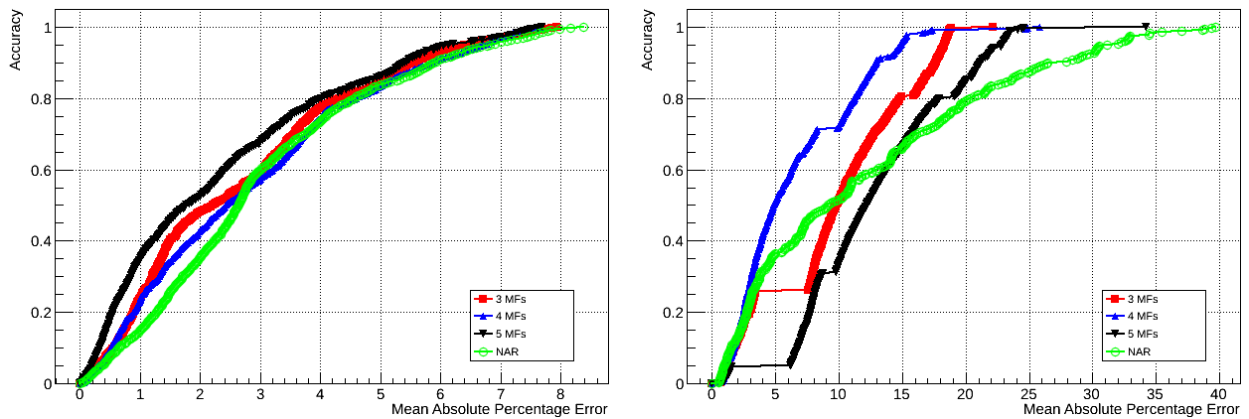 Accuracy
1
0.8
0.6
0.4
0.2
0
0 1 2 3 4 5 6 7 8
Mean Absolute Percentage Error
3 MFs
4 MFs
5 MFs
NAR
Accuracy
1
0.8
0.6
0.4
0.2
0
0 5 10 15 20 25 30 35 40
Mean Absolute Percentage Error
3 MFs
4 MFs
5 MFs
NAR